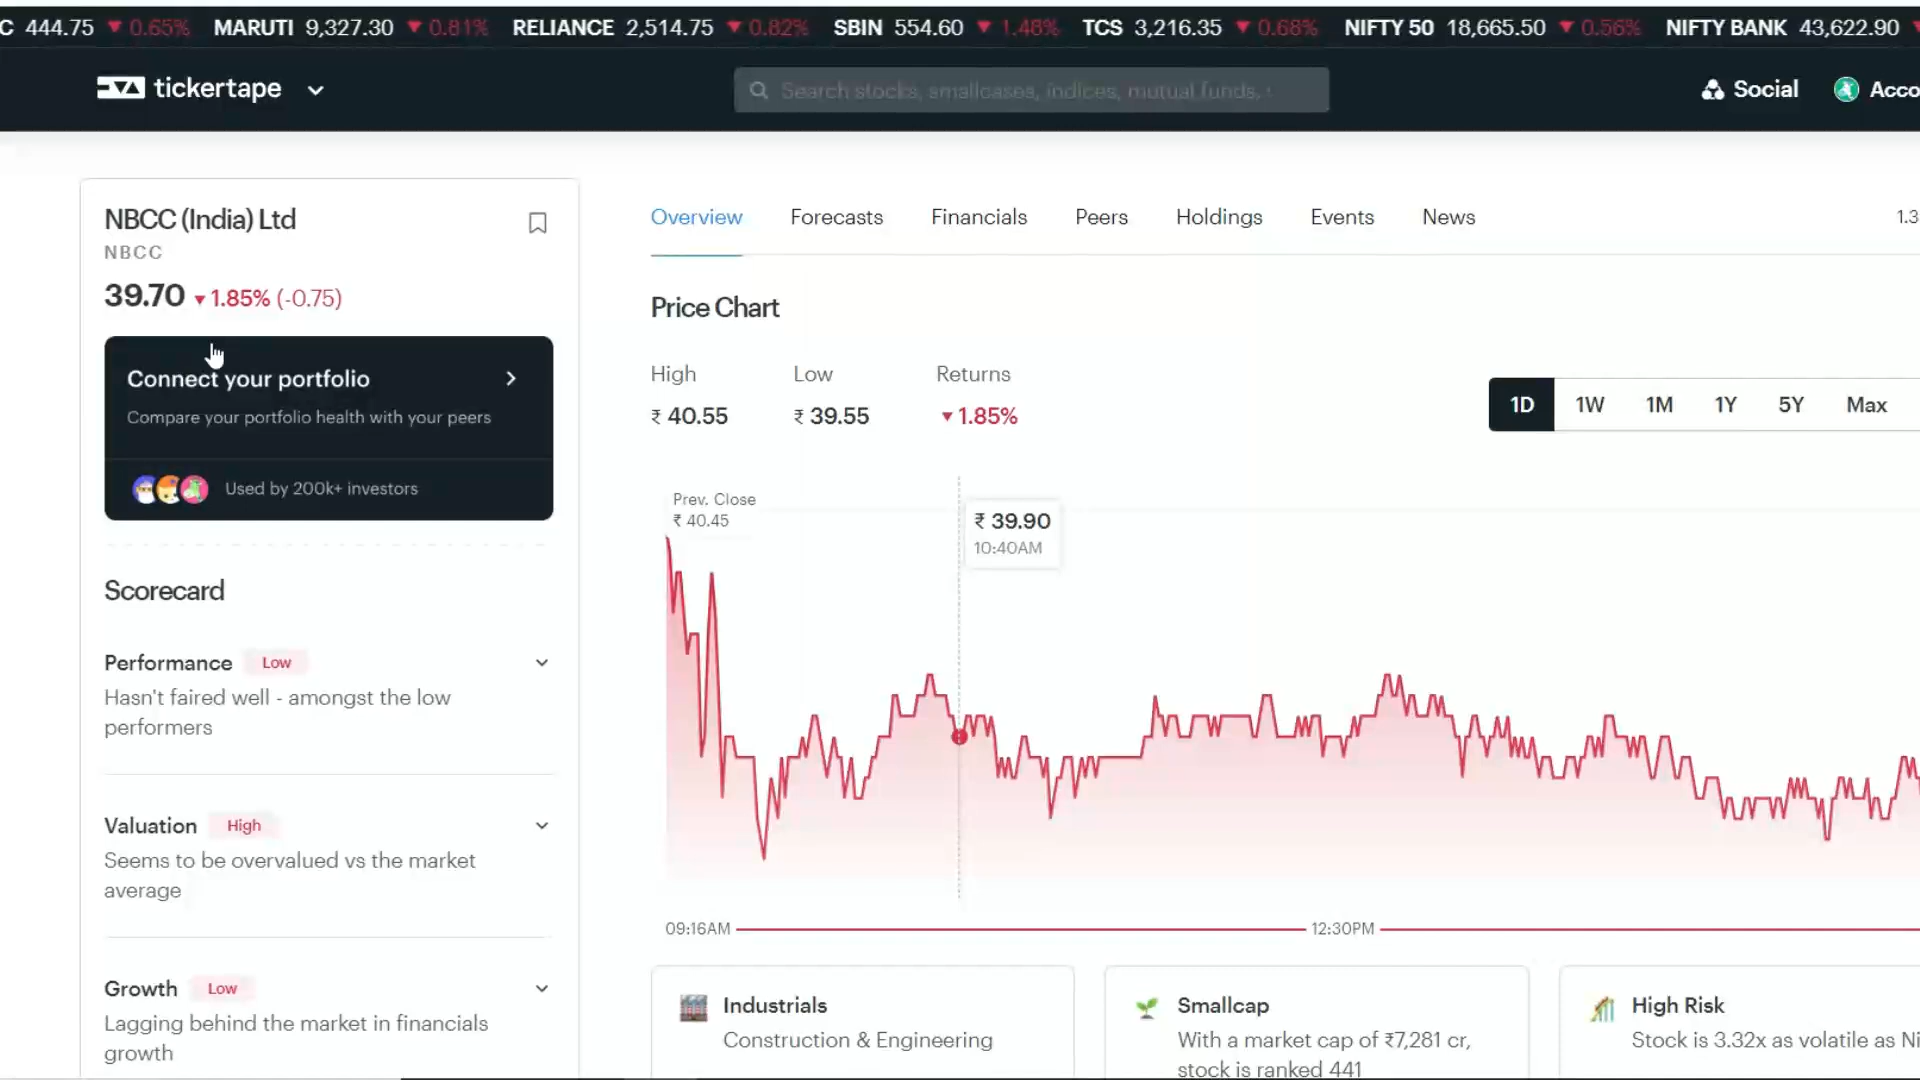 C 444.75 ▼ 0.65% MARUTI 9,327.30 ▼ 0.81% RELIANCE 2,514.75 ▼ 0.82% SBIN 554.60 ▼ 1.48% TCS 3,216.35 ▼ 0.68% NIFTY 50 18,665.50 ▼ 0.56% NIFTY BANK 43,622.90
tickertape
Search stocks, smallcases, indices, mutual funds,
Social
Acco
NBCC (India) Ltd
NBCC
39.70 ▼ 1.85% (-0.75)
Connect your portfolio
Compare your portfolio health with your peers
Used by 200k+ investors
Scorecard
Performance Low
Hasn't faired well - amongst the low
performers
Valuation High
Seems to be overvalued vs the market
average
Growth Low
Lagging behind the market in financials
growth
Overview Forecasts Financials Peers Holdings Events News
1.3
Price Chart
High Low Returns
₹ 40.55 ₹ 39.55 ▼ 1.85%
1D 1W 1M 1Y 5Y Max
Prev. Close
₹ 40.45
₹ 39.90
10:40AM
09:16AM 12:30PM
Industrials
Construction & Engineering
Smallcap
With a market cap of ₹7,281 cr,
stock is ranked 441
High Risk
Stock is 3.32x as volatile as Ni